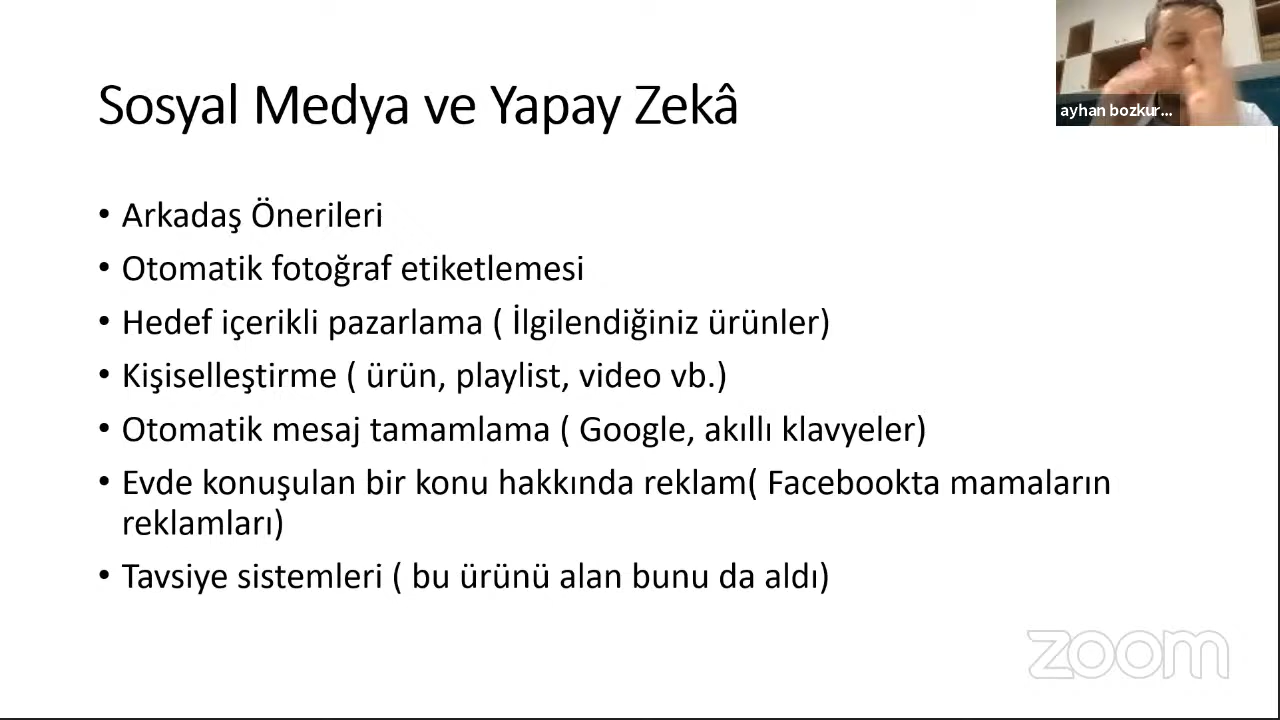 Sosyal Medya ve Yapay Zekâ
ayhan bozkur...
• Arkadaş Önerileri
• Otomatik fotoğraf etiketlemesi
• Hedef içerikli pazarlama ( İlgilendiğiniz ürünler)
• Kişiselleştirme ( ürün, playlist, video vb.)
• Otomatik mesaj tamamlama ( Google, akıllı klavyeler)
• Evde konuşulan bir konu hakkında reklam( Facebookta mamaların
reklamları)
• Tavsiye sistemleri ( bu ürünü alan bunu da aldı)
zoom